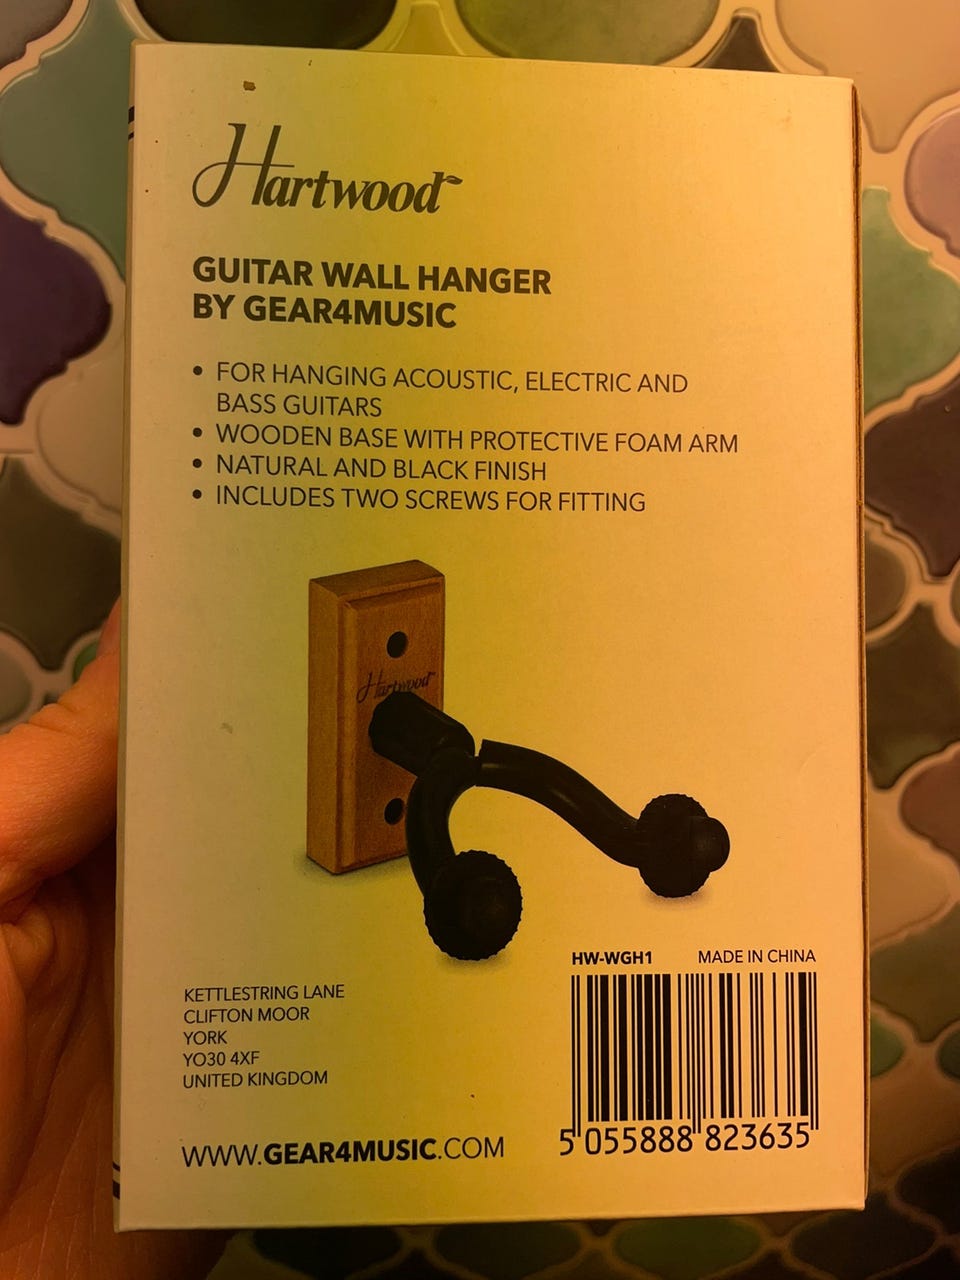 Hartwood
GUITAR WALL HANGER
BY GEAR4MUSIC
• FOR HANGING ACOUSTIC, ELECTRIC AND
BASS GUITARS
• WOODEN BASE WITH PROTECTIVE FOAM ARM
• NATURAL AND BLACK FINISH
• INCLUDES TWO SCREWS FOR FITTING
Hartwood
HW-WGH1 MADE IN CHINA
KETTLESTRING LANE
CLIFTON MOOR
YORK
YO30 4XF
UNITED KINGDOM
WWW.GEAR4MUSIC.COM
5 055888 823635